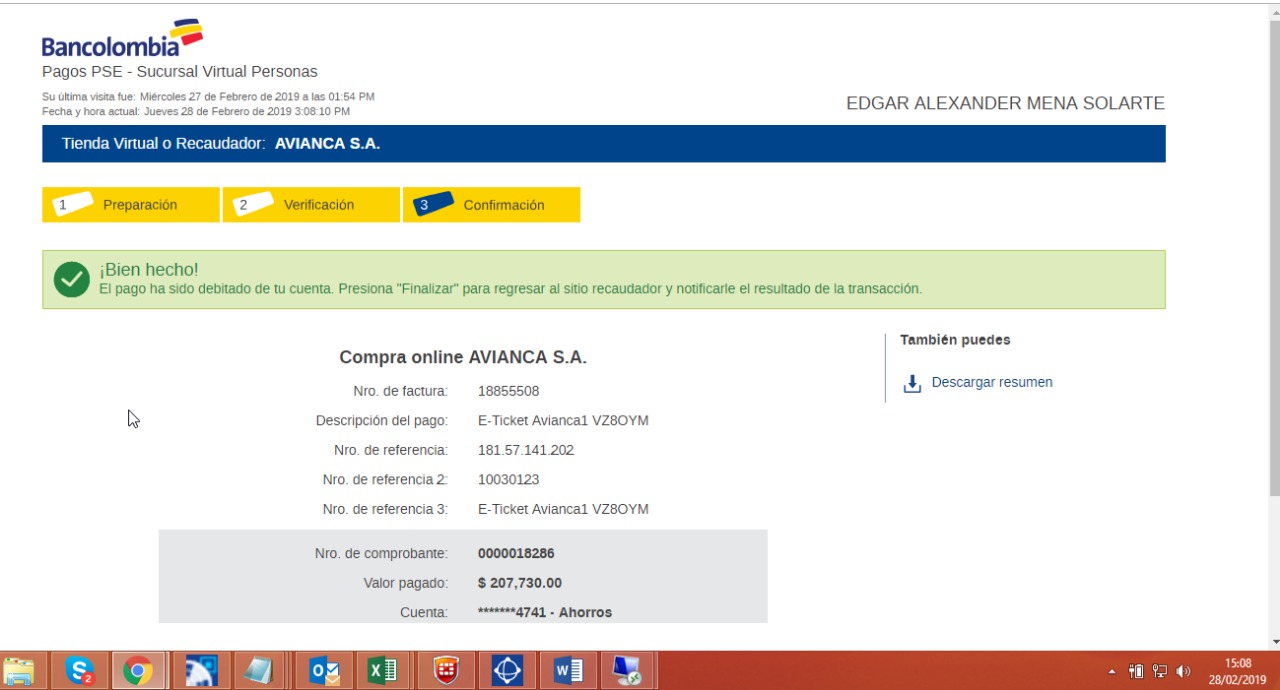 Bancolombia
Pagos PSE - Sucursal Virtual Personas
Su última visita fue: Miércoles 27 de Febrero de 2019 a las 01:54 PM
Fecha y hora actual: Jueves 28 de Febrero de 2019 3:08:10 PM
EDGAR ALEXANDER MENA SOLARTE
Tienda Virtual o Recaudador: AVIANCA S.A.
1 Preparación 2 Verificación 3 Confirmación
¡Bien hecho!
El pago ha sido debitado de tu cuenta. Presiona "Finalizar" para regresar al sitio recaudador y notificarle el resultado de la transacción.
También puedes
Descargar resumen
Compra online AVIANCA S.A.
Nro. de factura: 18855508
Descripción del pago: E-Ticket Avianca1 VZ8OYM
Nro. de referencia: 181.57.141.202
Nro. de referencia 2: 10030123
Nro. de referencia 3: E-Ticket Avianca1 VZ8OYM
Nro. de comprobante: 0000018286
Valor pagado: $ 207,730.00
Cuenta: *******4741 - Ahorros
15:08
28/02/2019